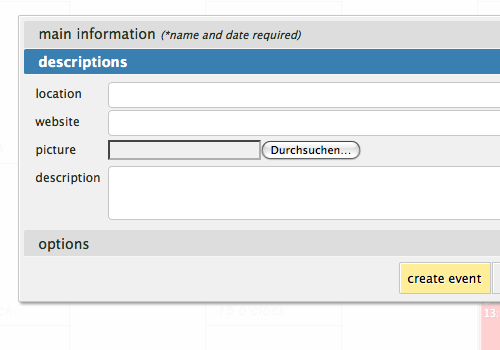 main information (*name and date required)
descriptions
location
website
picture Durchsuchen...
description
options
create event
13: